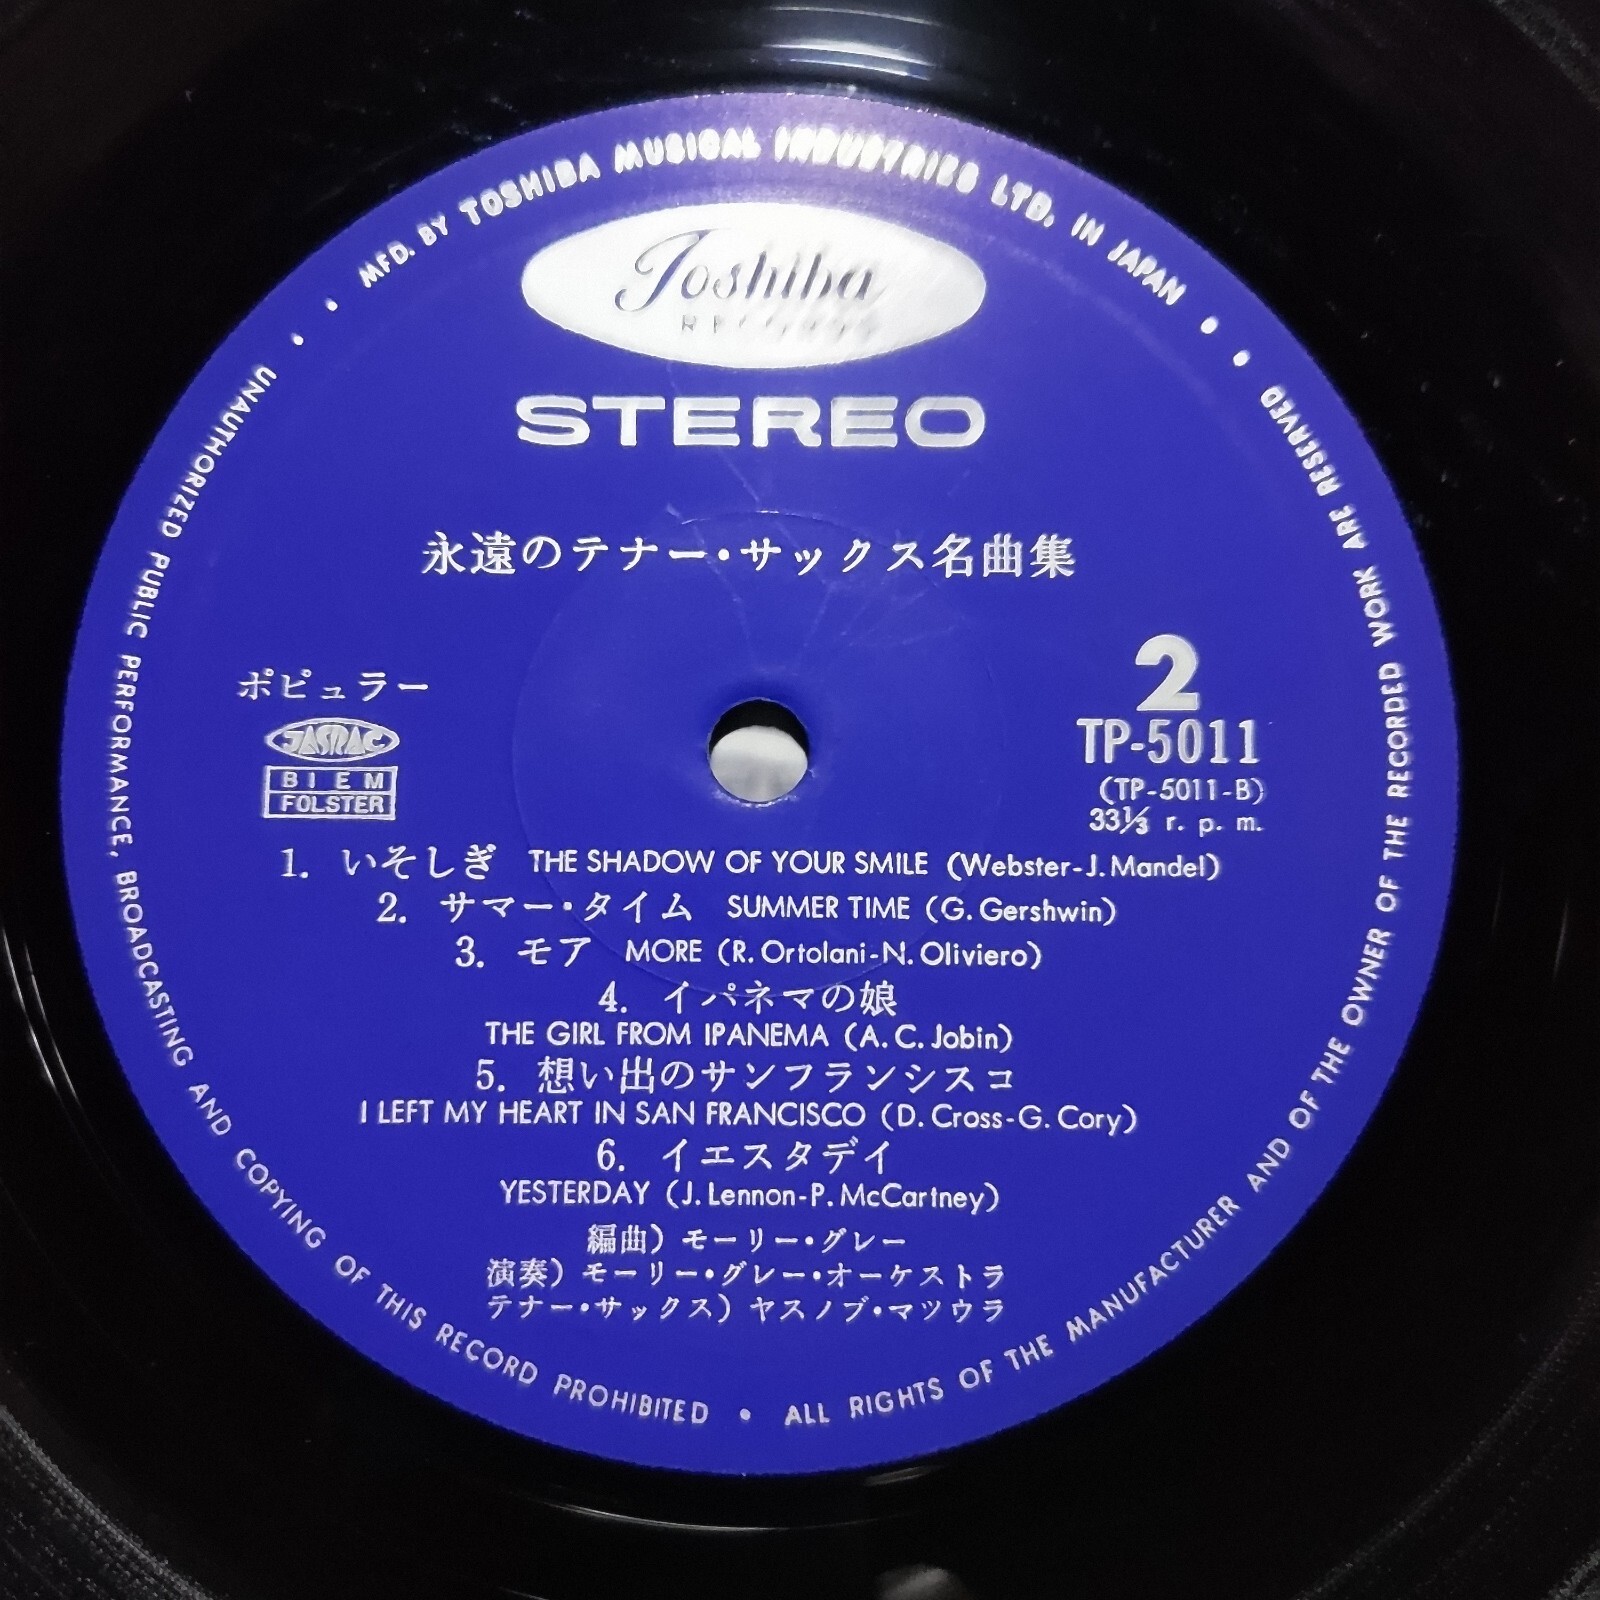 MFD. BY TOSHIBA MUSICAL INDUSTRIES LTD. IN JAPAN
Toshiba
RECORDS
STEREO
永遠のテナー・サックス名曲集
ポピュラー
JASRAC
BIEM
FOLSTER
2
TP-5011
(TP-5011-B)
33⅓ r. p. m.
1. いそしぎ THE SHADOW OF YOUR SMILE (Webster-J. Mandel)
2. サマー・タイム SUMMER TIME (G. Gershwin)
3. モア MORE (R. Ortolani-N. Oliviero)
4. イパネマの娘
THE GIRL FROM IPANEMA (A. C. Jobin)
5. 想い出のサンフランシスコ
I LEFT MY HEART IN SAN FRANCISCO (D. Cross-G. Cory)
6. イエスタデイ
YESTERDAY (J. Lennon-P. McCartney)
編曲) モーリー・グレー
演奏) モーリー・グレー・オーケストラ
テナー・サックス) ヤスノブ・マツウラ
ALL RIGHTS OF THE MANUFACTURER AND OF THE OWNER OF THE RECORDED WORK ARE RESERVED
UNAUTHORIZED PUBLIC PERFORMANCE, BROADCASTING AND COPYING OF THIS RECORD PROHIBITED